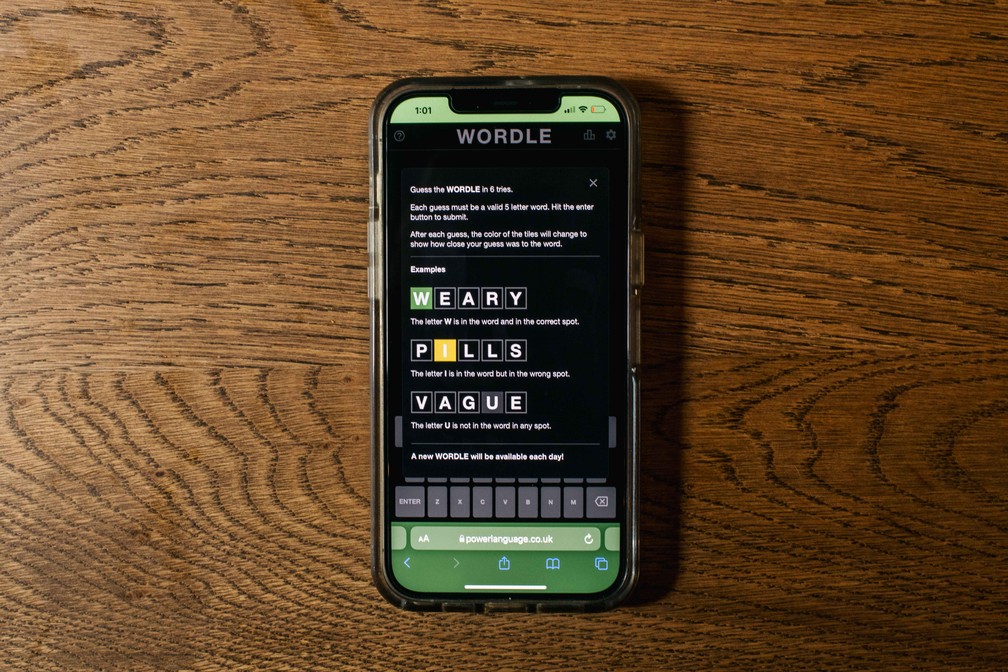 1:01
WORDLE
Guess the WORDLE in 6 tries.
Each guess must be a valid 5 letter word. Hit the enter
button to submit.
After each guess, the color of the tiles will change to
show how close your guess was to the word.
Examples
WEARY
The letter W is in the word and in the correct spot.
PILLS
The letter I is in the word but in the wrong spot.
VAGUE
The letter U is not in the word in any spot.
A new WORDLE will be available each day!
ENTER Z X C V B N M
AA powerlanguage.co.uk